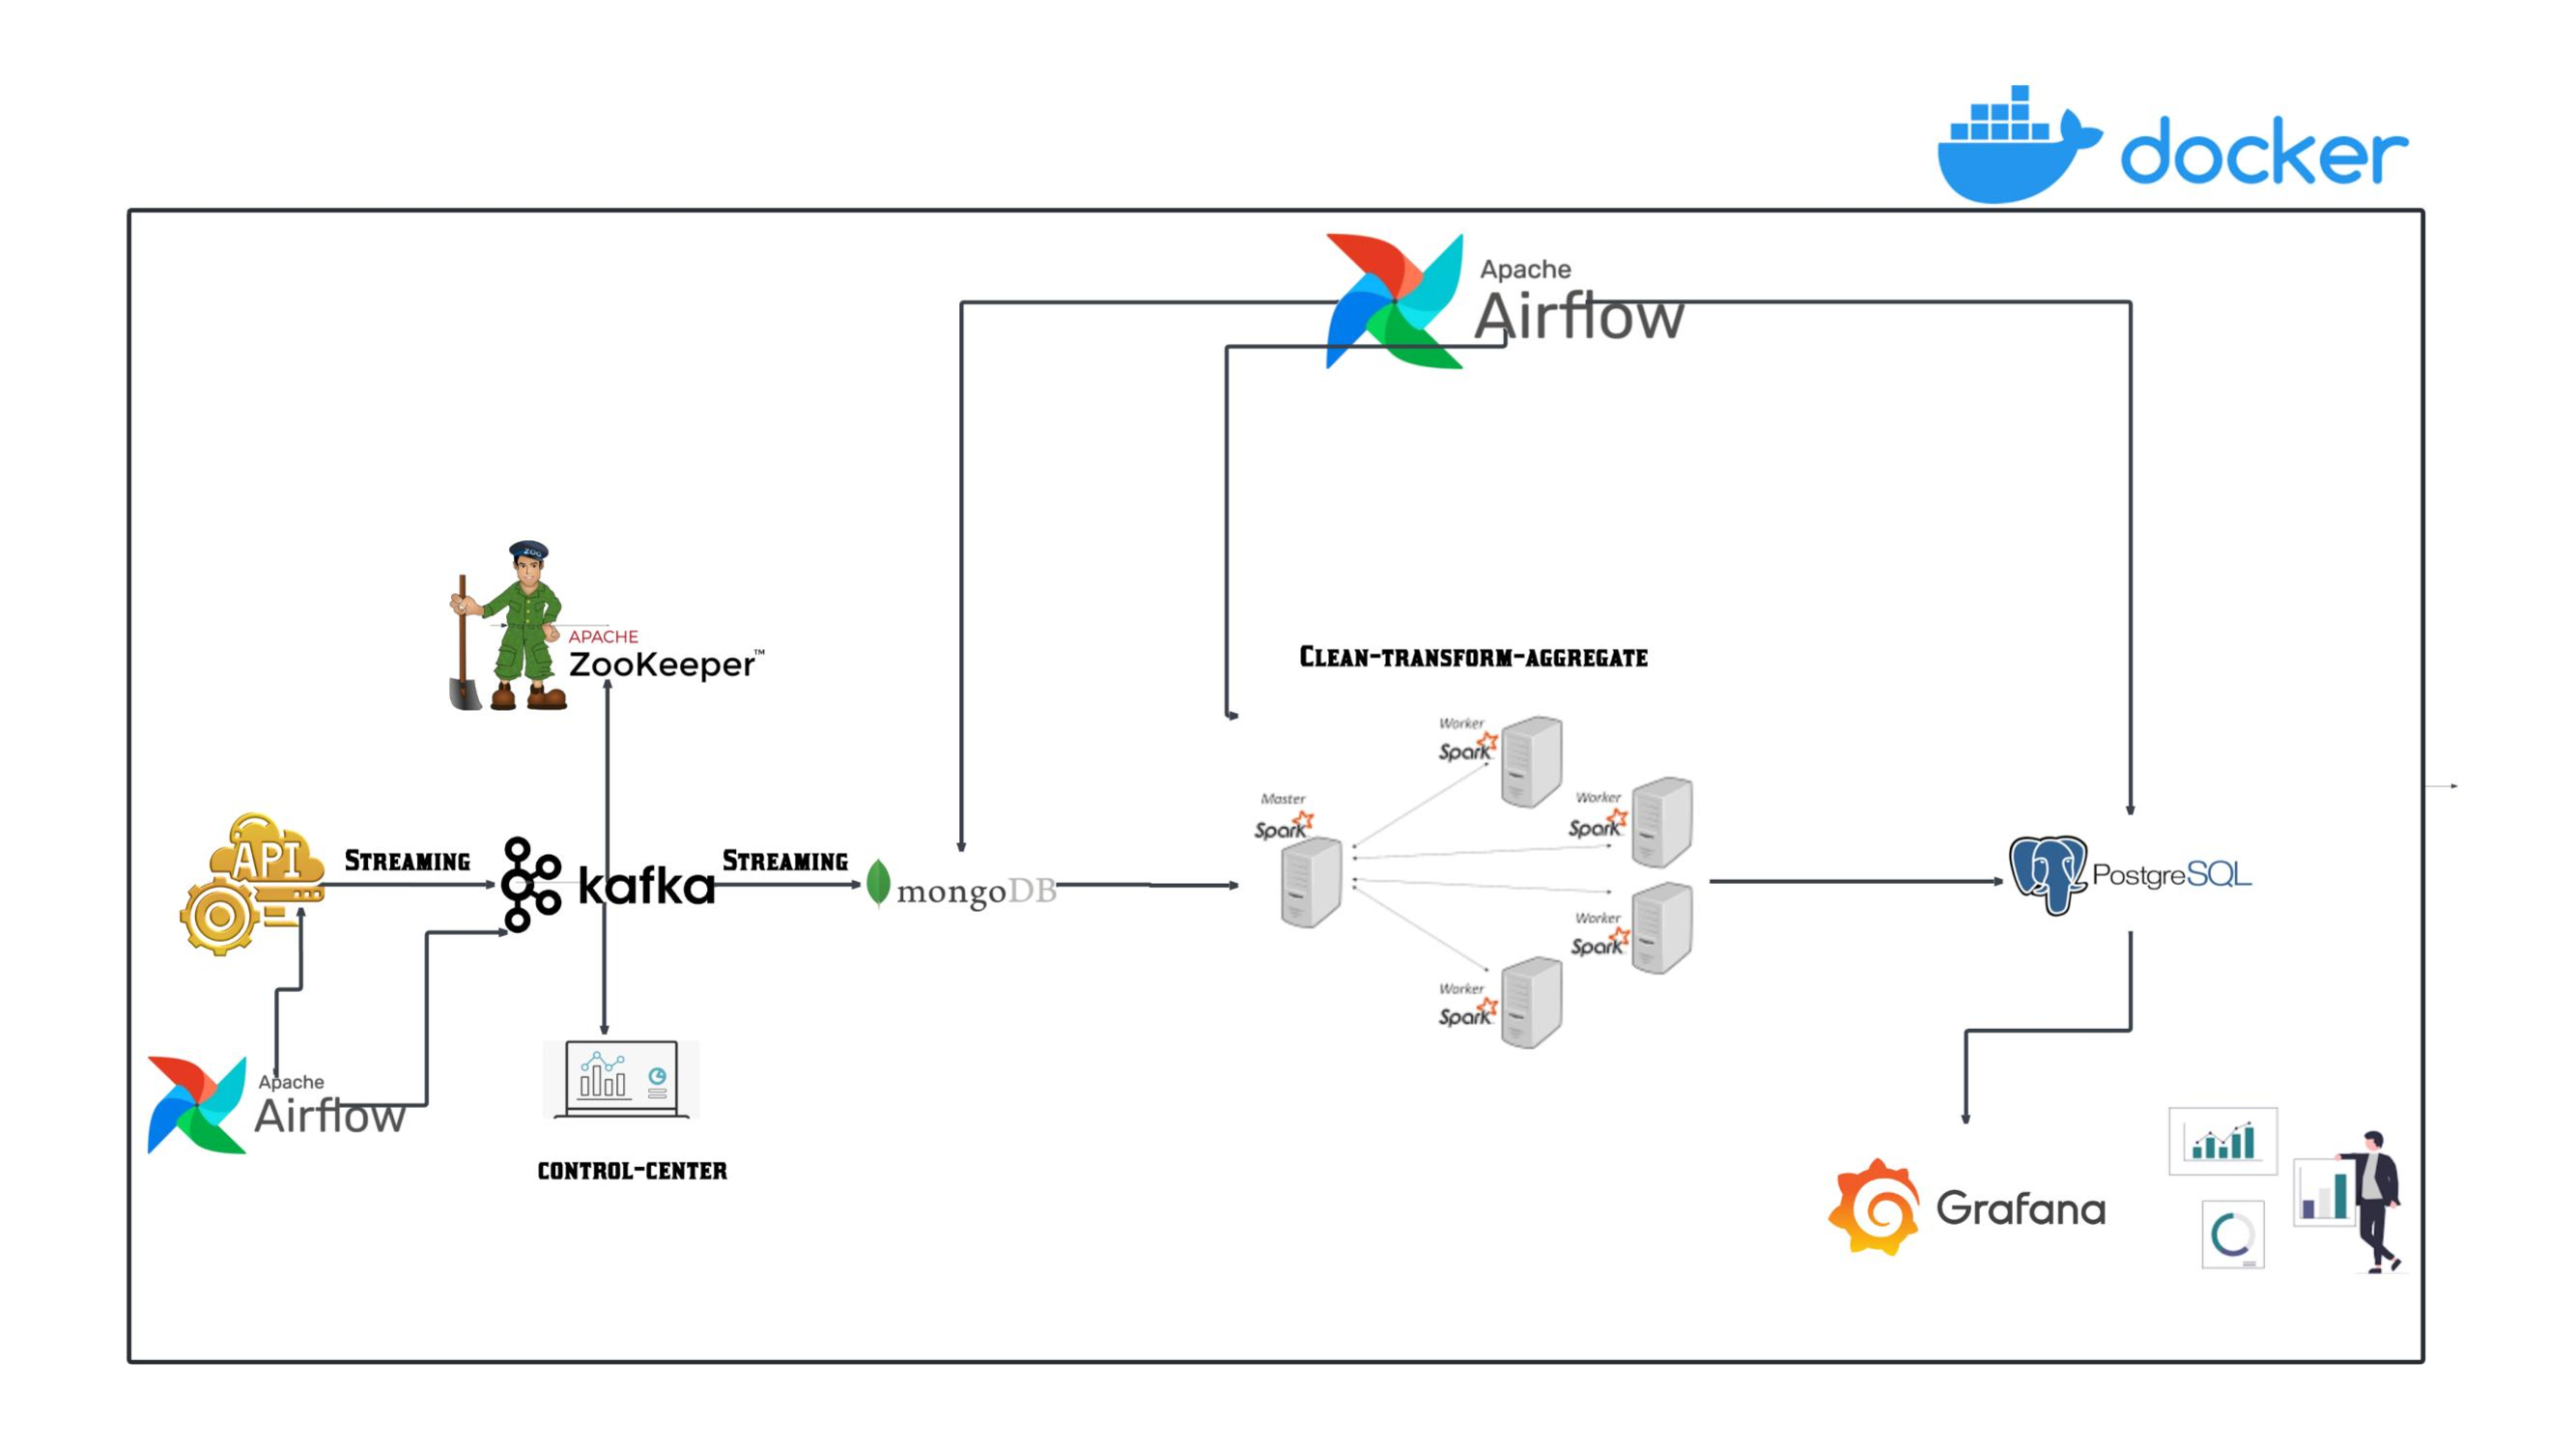 docker
Apache
Airflow
ZOO
APACHE
ZooKeeper™
Clean-transform-aggregate
Worker
Spark
Worker
Spark
Master
Spark
API
Streaming
kafka
Streaming
mongoDB
PostgreSQL
Worker
Spark
Worker
Spark
Apache
Airflow
control-center
Grafana